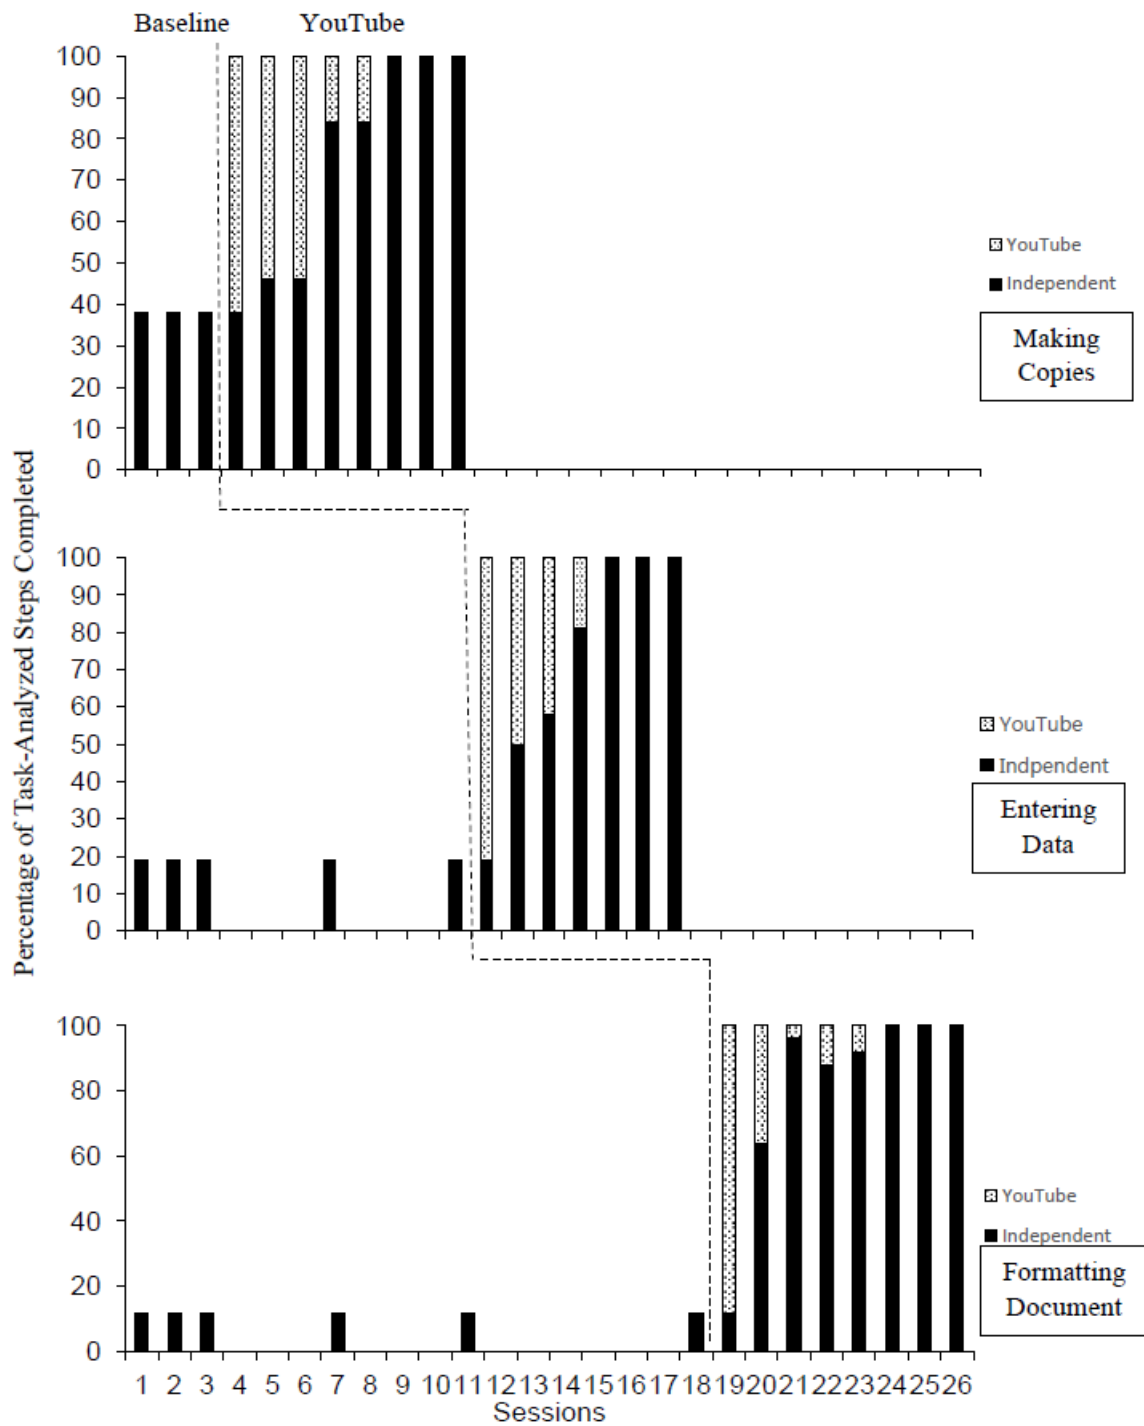 Baseline YouTube
100
90
80
70
60
50
40
30
20
10
0
YouTube
Independent
Making
Copies
Percentage of Task-Analyzed Steps Completed
100
90
80
70
60
50
40
30
20
10
0
YouTube
Indpendent
Entering
Data
100
80
60
40
20
0
YouTube
Independent
Formatting
Document
1 2 3 4 5 6 7 8 9 10 11 12 13 14 15 16 17 18 19 20 21 22 23 24 25 26
Sessions